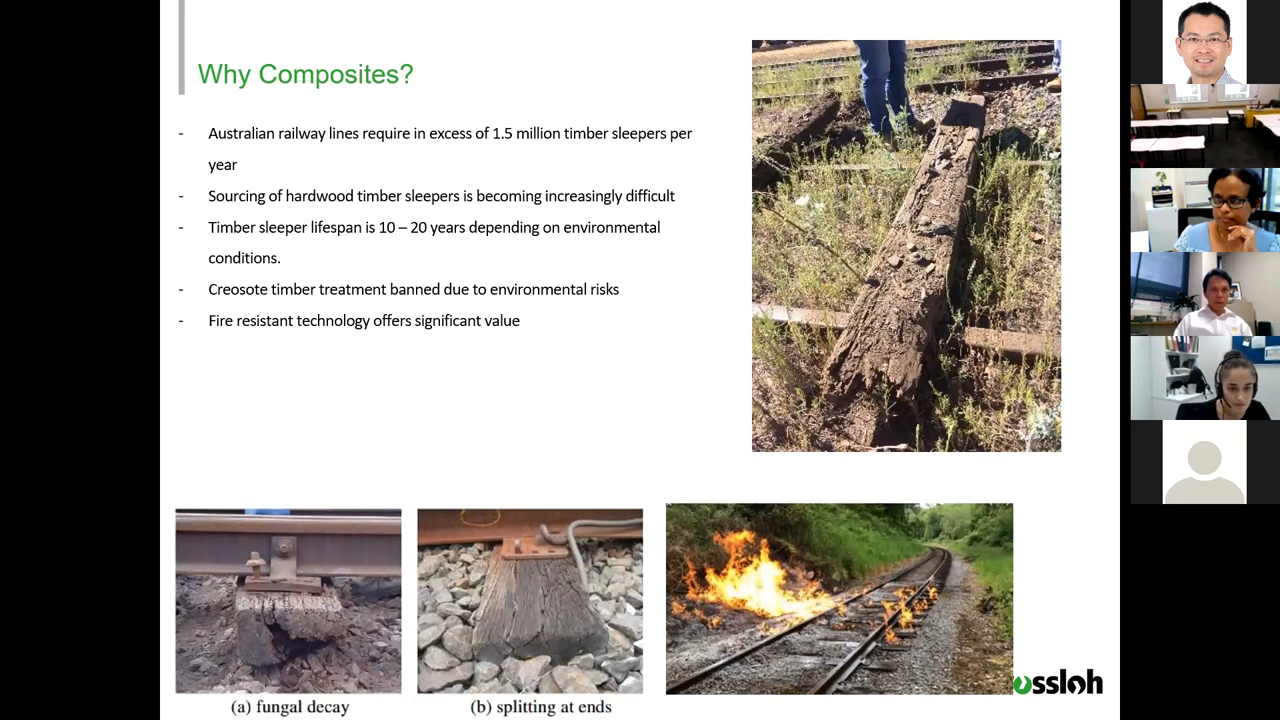 Why Composites?
- Australian railway lines require in excess of 1.5 million timber sleepers per
year
- Sourcing of hardwood timber sleepers is becoming increasingly difficult
- Timber sleeper lifespan is 10 – 20 years depending on environmental
conditions.
- Creosote timber treatment banned due to environmental risks
- Fire resistant technology offers significant value
(a) fungal decay
(b) splitting at ends
ossloh